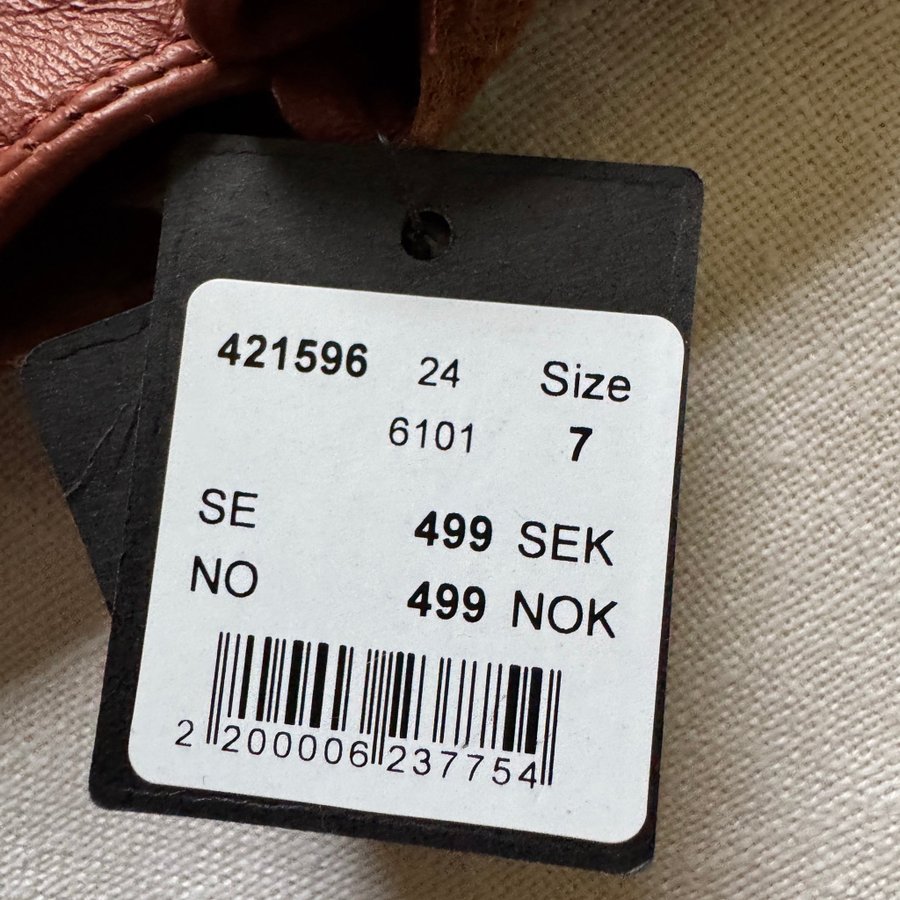 421596 24 Size
6101 7
SE 499 SEK
NO 499 NOK
2 200006 237754